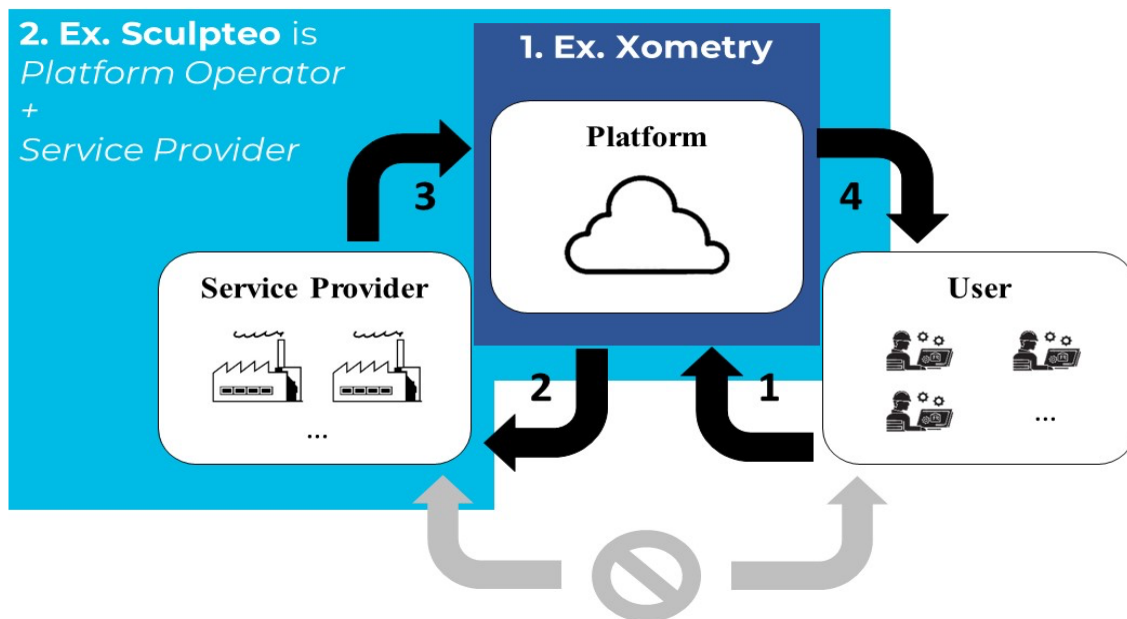 2. Ex. Sculpteo is
Platform Operator
+
Service Provider
1. Ex. Xometry
Platform
3
4
Service Provider
...
User
...
2
1